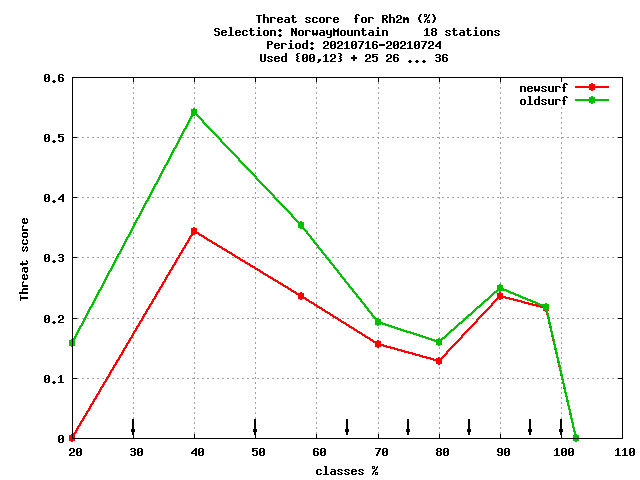 Threat score  for Rh2m (%)
Selection: NorwayMountain     18 stations
Period: 20210716-20210724
Used {00,12} + 25 26 ... 36
newsurf
oldsurf
0.6
0.5
0.4
0.3
0.2
0.1
0
Threat score
20 30 40 50 60 70 80 90 100 110
classes %